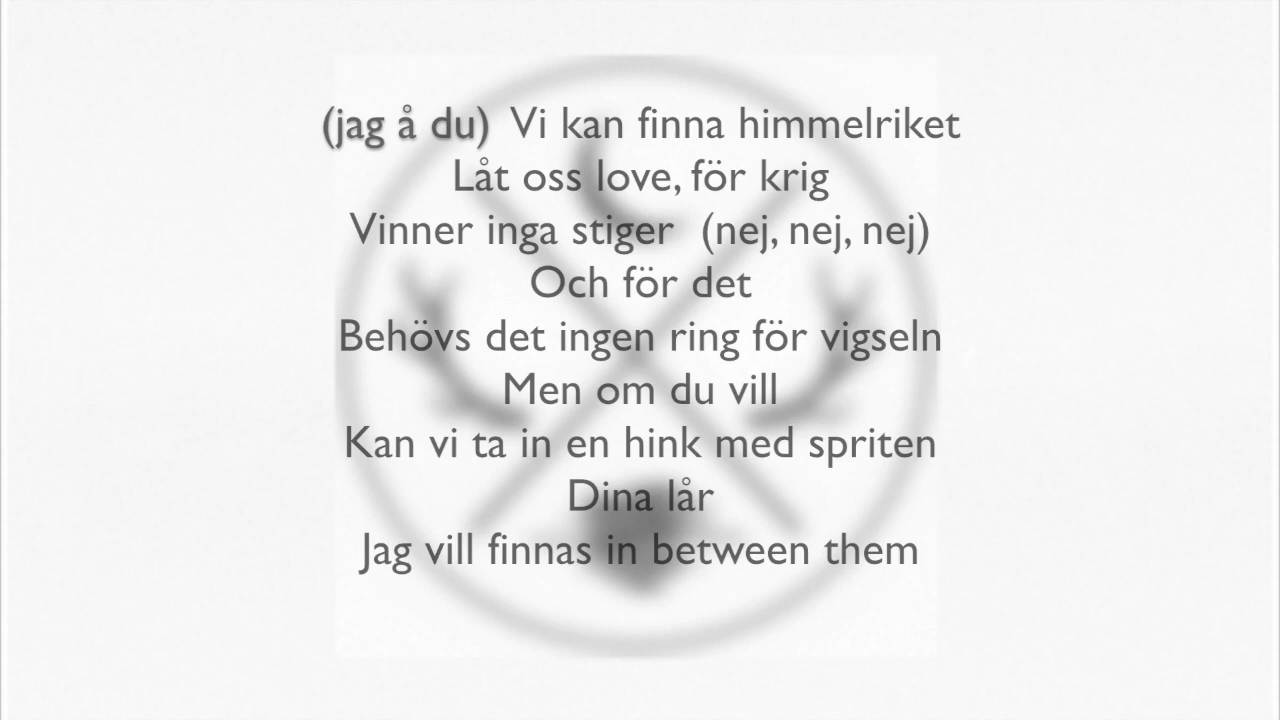 (jag å du) Vi kan finna himmelriket
Låt oss love, för krig
Vinner inga stiger (nej, nej, nej)
Och för det
Behövs det ingen ring för vigseln
Men om du vill
Kan vi ta in en hink med spriten
Dina lår
Jag vill finnas in between them